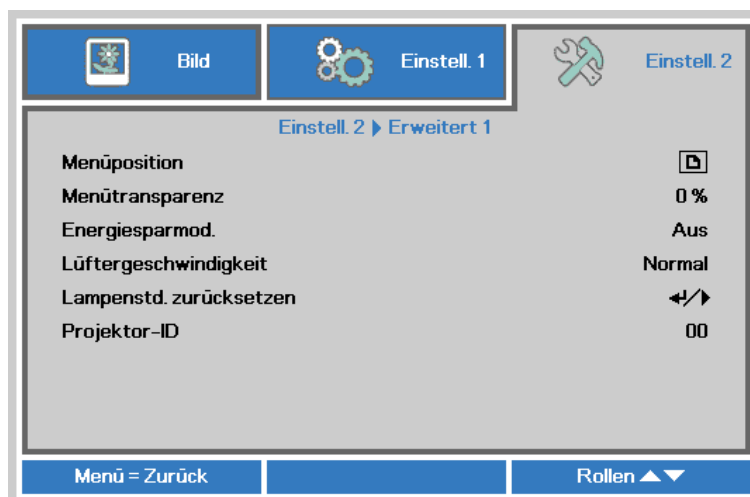 Bild
Einstell. 1
Einstell. 2
Einstell. 2 ▶ Erweitert 1
Menüposition
Menütransparenz 0 %
Energiesparmod. Aus
Lüftergeschwindigkeit Normal
Lampenstd. zurücksetzen ↵/▶
Projektor-ID 00
Menü = Zurück
Rollen ▲▼